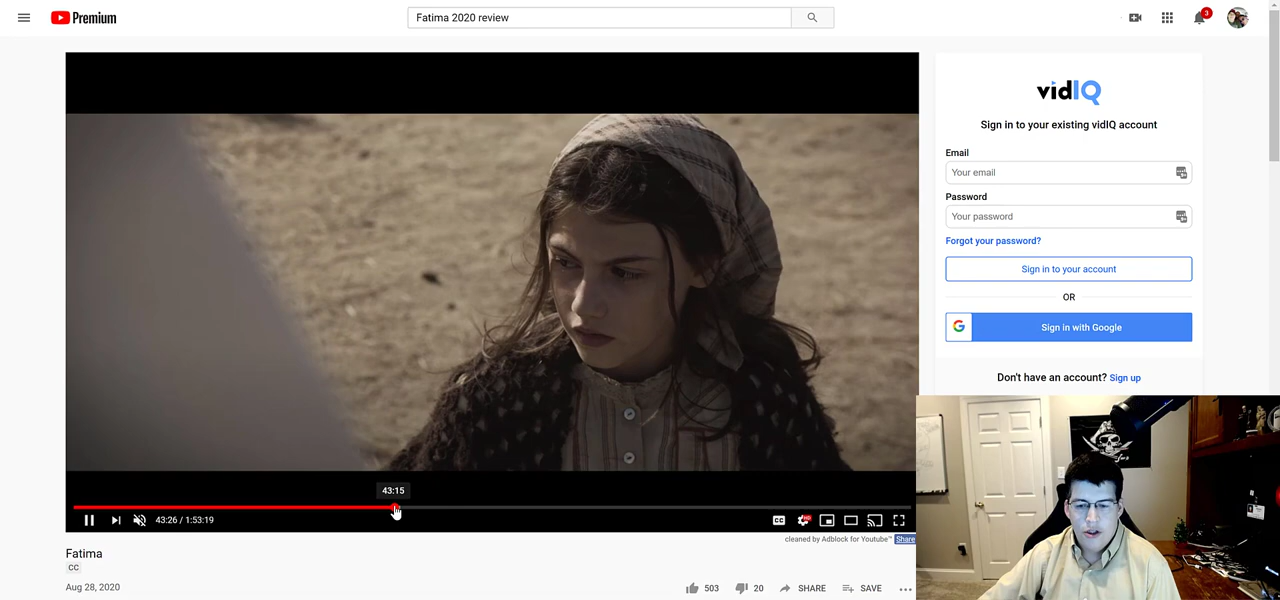 Premium
Fatima 2020 review
3
vidIQ
Sign in to your existing vidIQ account
Email
Your email
Password
Your password
Forgot your password?
Sign in to your account
OR
Sign in with Google
Don't have an account? Sign up
43:15
43:26 / 1:53:19
CC
HD
cleaned by Adblock for Youtube™ Share
Fatima
CC
Aug 28, 2020
503
20
SHARE
SAVE